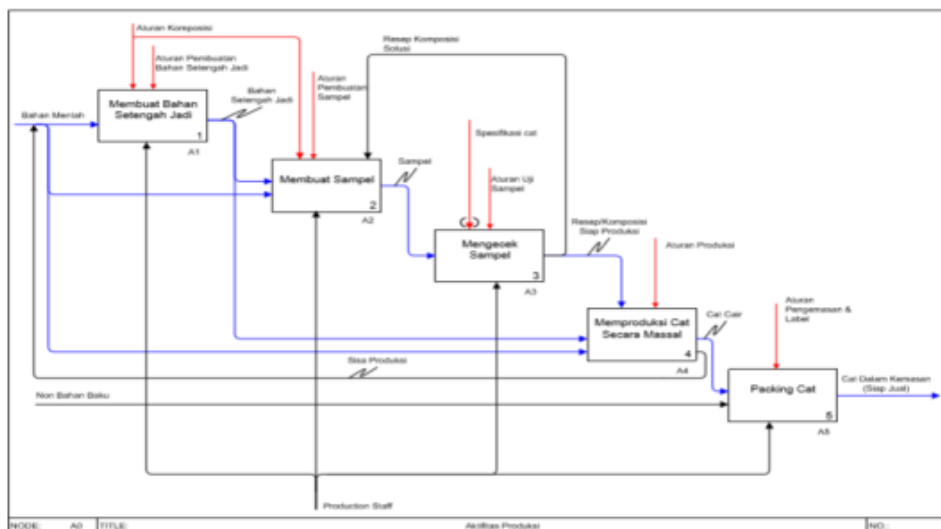 Aturan Komposisi
Resep Komposisi
Solusi
Aturan Pembuatan
Bahan Setengah Jadi
Aturan
Pembuatan
Sampel
Bahan
Setengah Jadi
Bahan Mentah
Membuat Bahan
Setengah Jadi
1
A1
Spesifikasi cat
Sampel
Membuat Sampel
2
A2
Aturan Uji
Sampel
Resep/Komposisi
Siap Produksi
Mengecek
Sampel
3
A3
Aturan Produksi
Aturan
Pengemasan &
Label
Memproduksi Cat
Secara Massal
4
A4
Cat Cair
Sisa Produksi
Non Bahan Baku
Packing Cat
5
A5
Cat Dalam Kemasan
(Siap Jual)
Production Staff
NODE: A0 TITLE: Aktifitas Produksi NO.: